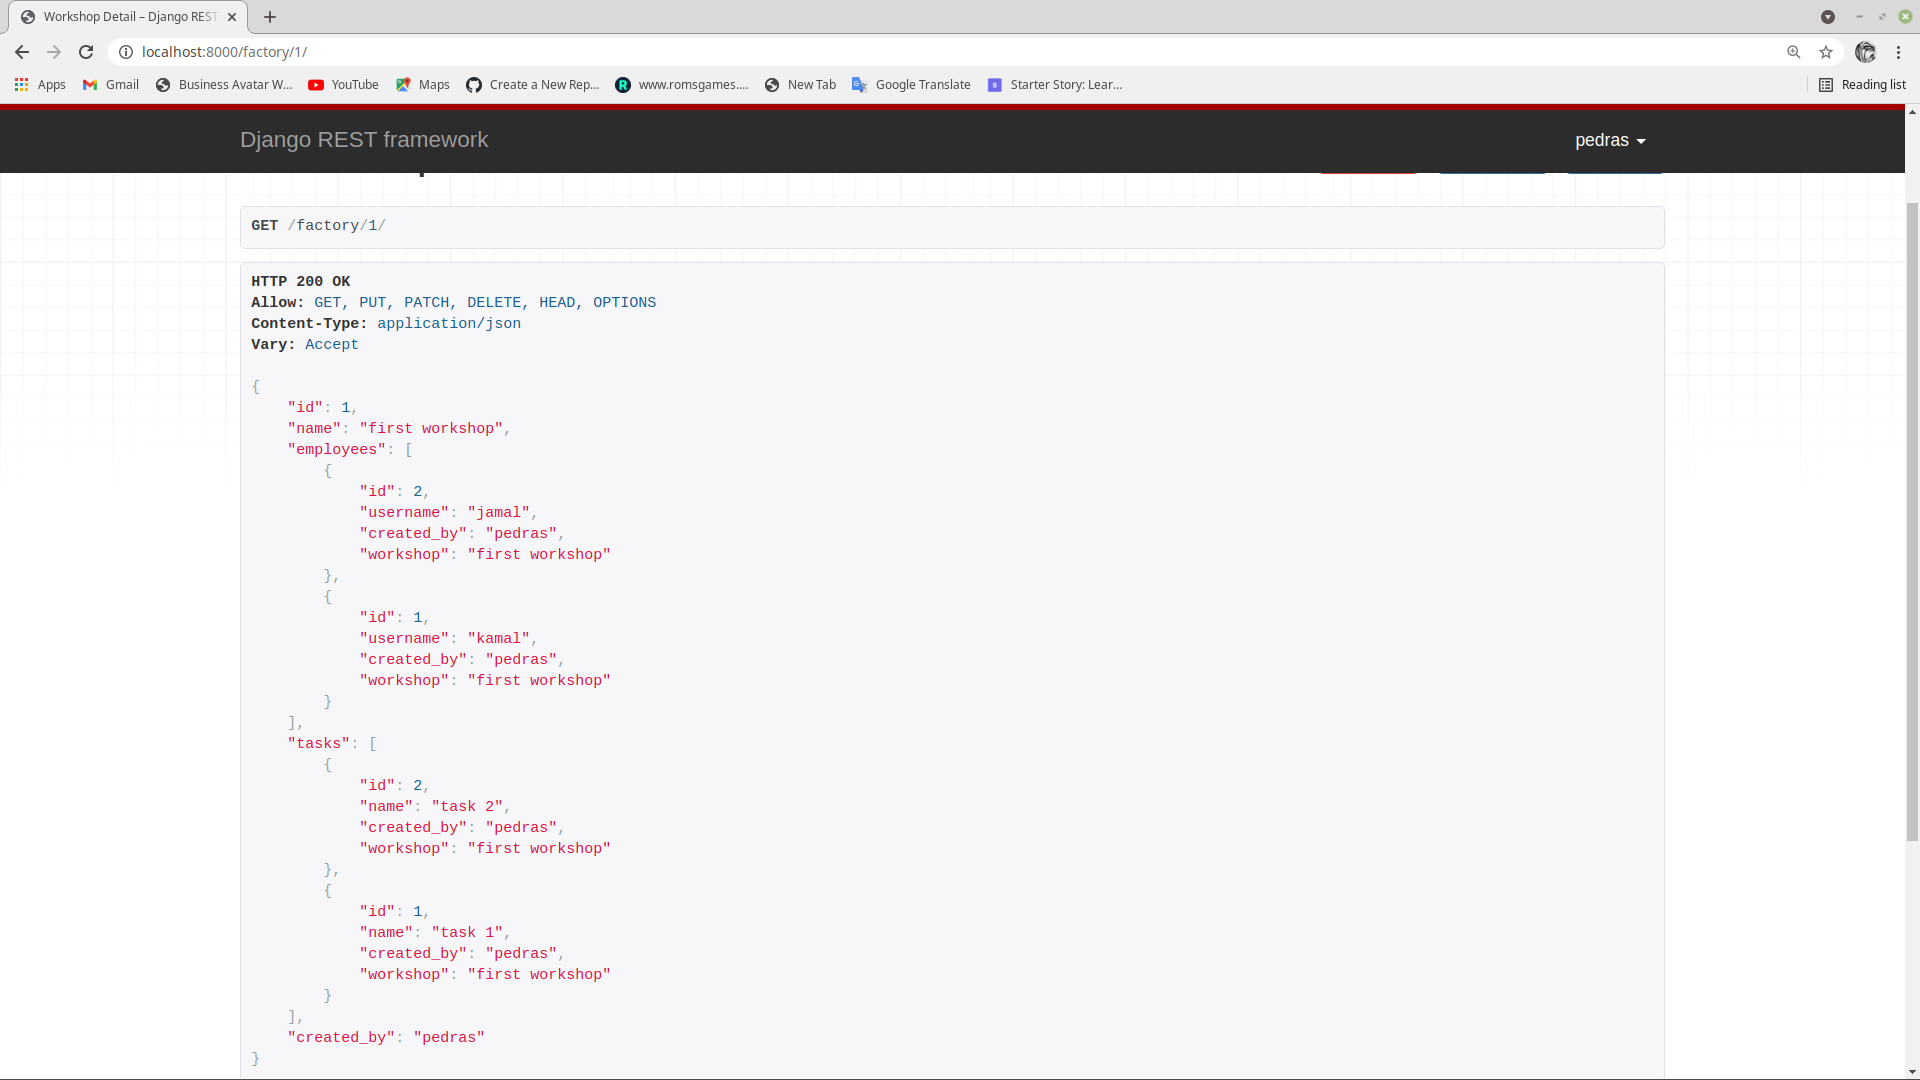 Workshop Detail – Django REST
localhost:8000/factory/1/
Apps Gmail Business Avatar W... YouTube Maps Create a New Rep... www.romsgames.... New Tab Google Translate Starter Story: Lear... Reading list
Django REST framework pedras
GET /factory/1/
HTTP 200 OK
Allow: GET, PUT, PATCH, DELETE, HEAD, OPTIONS
Content-Type: application/json
Vary: Accept
{
"id": 1,
"name": "first workshop",
"employees": [
{
"id": 2,
"username": "jamal",
"created_by": "pedras",
"workshop": "first workshop"
},
{
"id": 1,
"username": "kamal",
"created_by": "pedras",
"workshop": "first workshop"
}
],
"tasks": [
{
"id": 2,
"name": "task 2",
"created_by": "pedras",
"workshop": "first workshop"
},
{
"id": 1,
"name": "task 1",
"created_by": "pedras",
"workshop": "first workshop"
}
],
"created_by": "pedras"
}